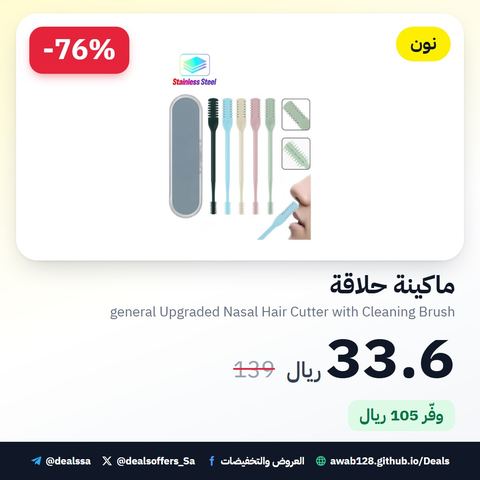 -76%
نون
Stainless Steel
ماكينة حلاقة
general Upgraded Nasal Hair Cutter with Cleaning Brush
33.6 ريال 139
وفّر 105 ريال
@dealssa @dealsoffers_Sa العروض والتخفيضات awab128.github.io/Deals